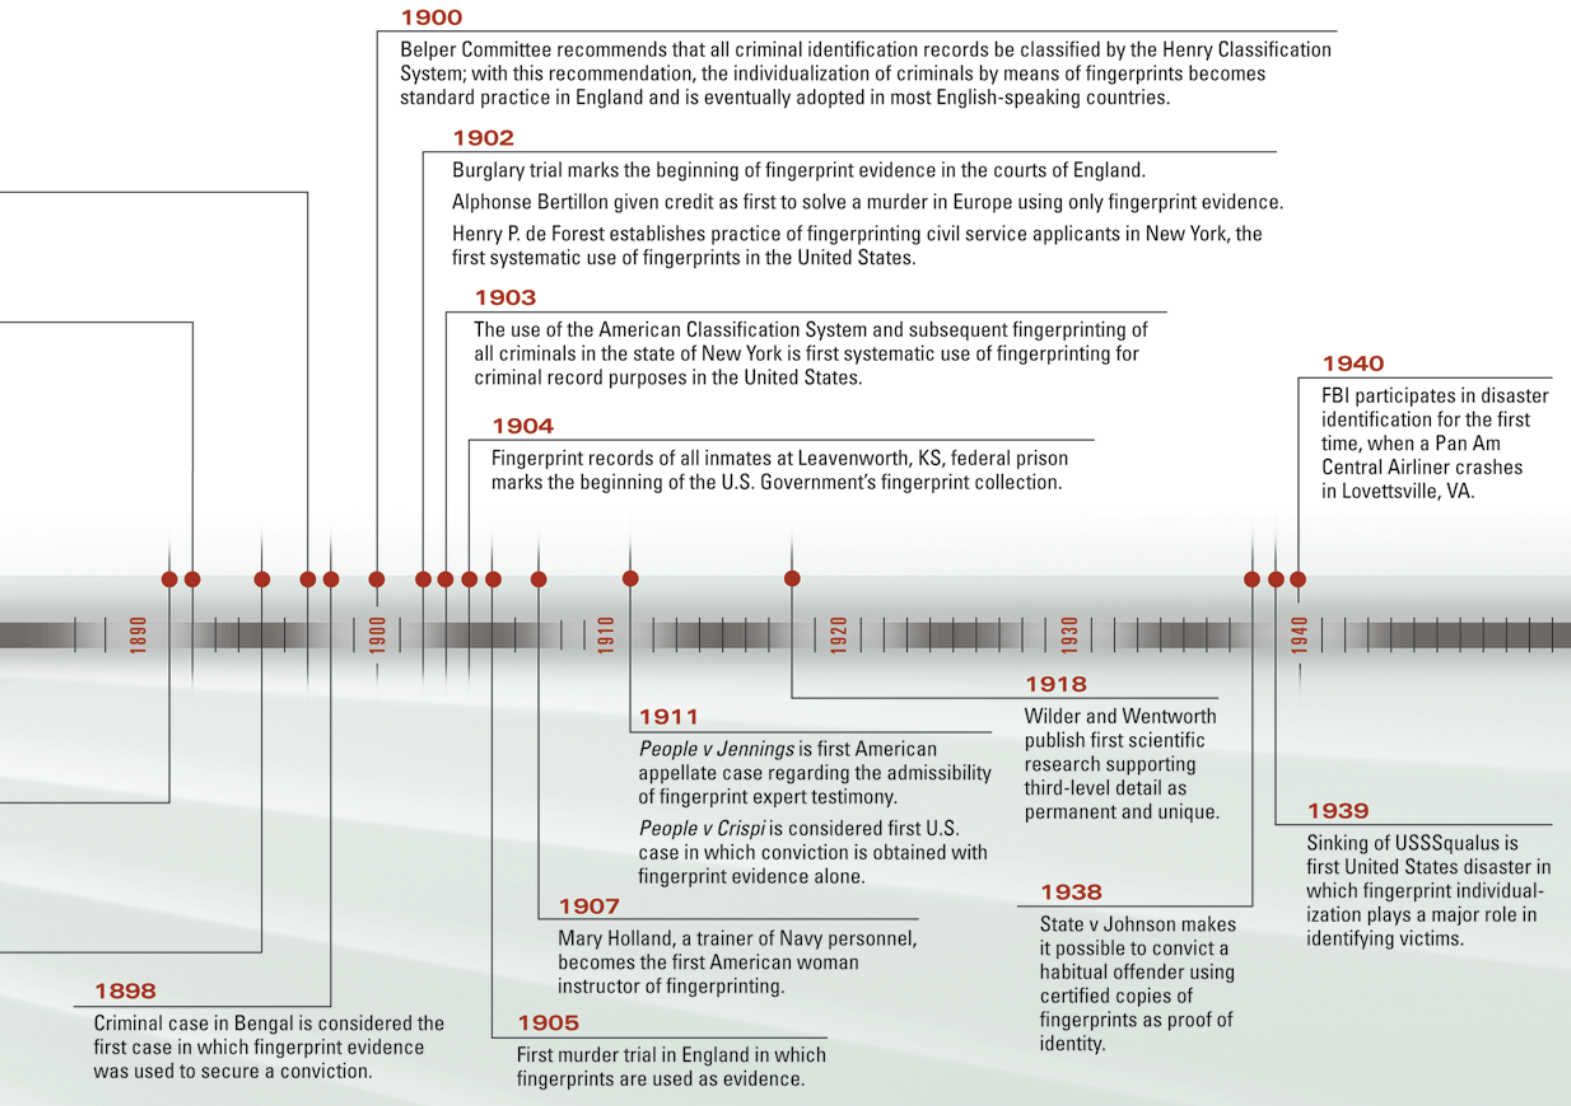 1900
Belper Committee recommends that all criminal identification records be classified by the Henry Classification
System; with this recommendation, the individualization of criminals by means of fingerprints becomes
standard practice in England and is eventually adopted in most English-speaking countries.
1902
Burglary trial marks the beginning of fingerprint evidence in the courts of England.
Alphonse Bertillon given credit as first to solve a murder in Europe using only fingerprint evidence.
Henry P. de Forest establishes practice of fingerprinting civil service applicants in New York, the
first systematic use of fingerprints in the United States.
1903
The use of the American Classification System and subsequent fingerprinting of
all criminals in the state of New York is first systematic use of fingerprinting for
criminal record purposes in the United States.
1904
Fingerprint records of all inmates at Leavenworth, KS, federal prison
marks the beginning of the U.S. Government's fingerprint collection.
1940
FBI participates in disaster
identification for the first
time, when a Pan Am
Central Airliner crashes
in Lovettsville, VA.
1890
1900
1910
1920
1930
1940
1911
People v Jennings is first American
appellate case regarding the admissibility
of fingerprint expert testimony.
People v Crispi is considered first U.S.
case in which conviction is obtained with
fingerprint evidence alone.
1918
Wilder and Wentworth
publish first scientific
research supporting
third-level detail as
permanent and unique.
1939
Sinking of USSSqualus is
first United States disaster in
which fingerprint individual-
ization plays a major role in
identifying victims.
1938
State v Johnson makes
it possible to convict a
habitual offender using
certified copies of
fingerprints as proof of
identity.
1907
Mary Holland, a trainer of Navy personnel,
becomes the first American woman
instructor of fingerprinting.
1898
Criminal case in Bengal is considered the
first case in which fingerprint evidence
was used to secure a conviction.
1905
First murder trial in England in which
fingerprints are used as evidence.